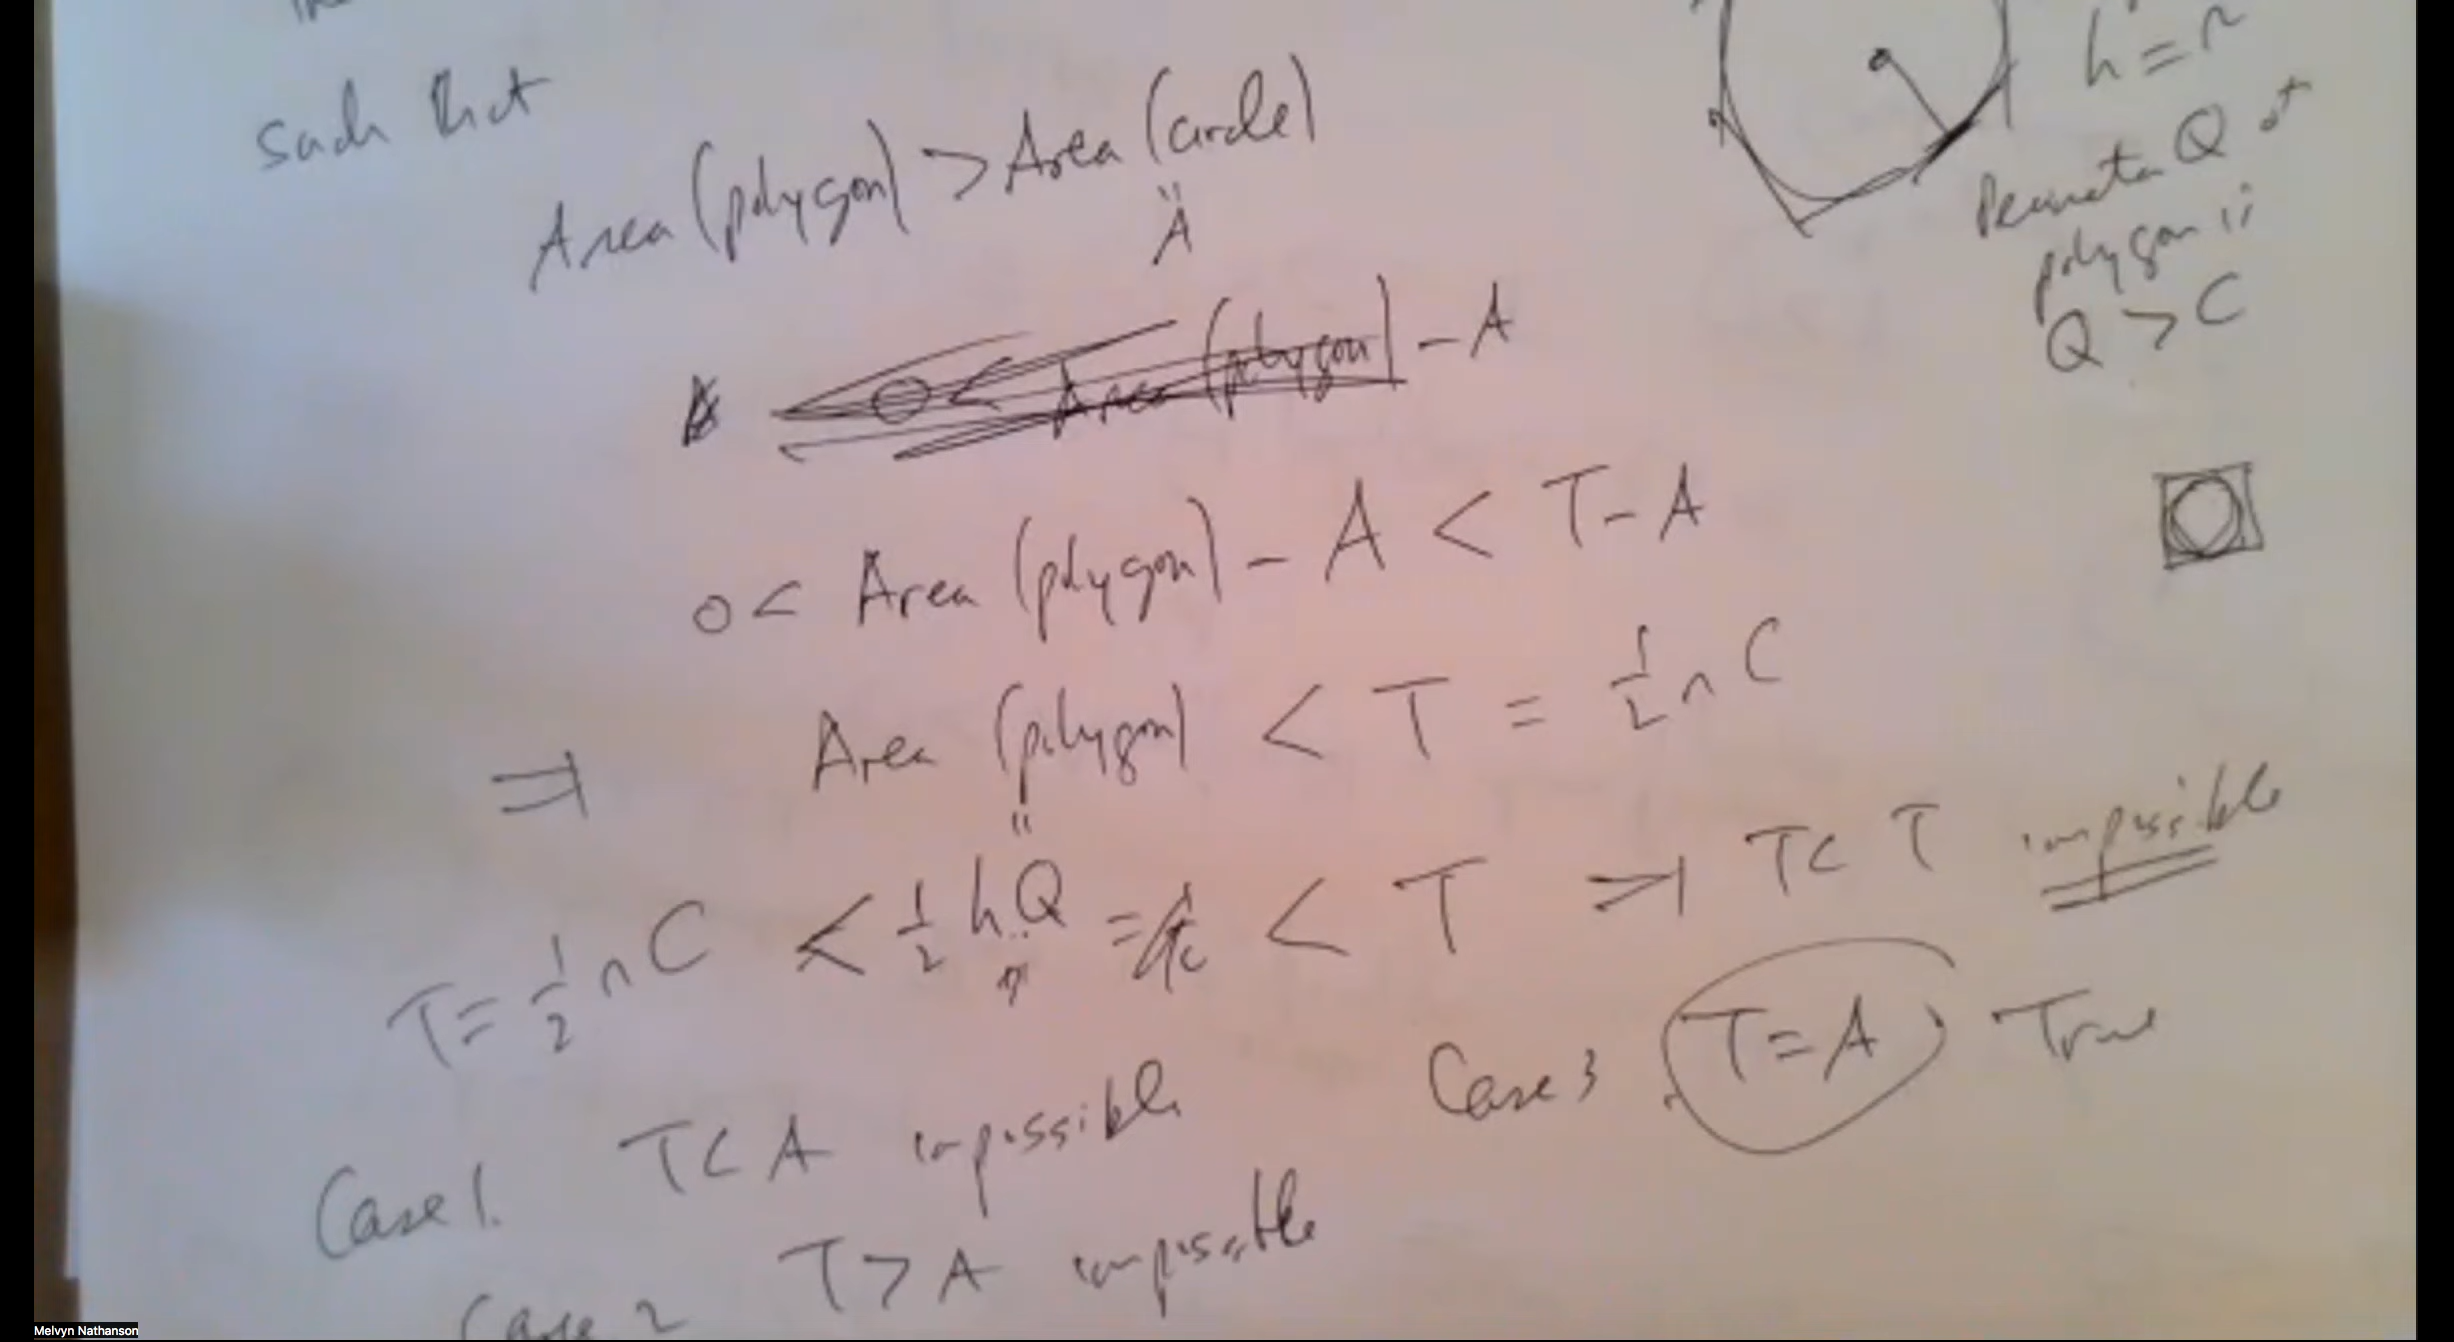 such that
Area (polygon) > Area (circle)
"
A
h = r
Perimeter Q of
polygon is
Q > C
0 < Area (polygon) - A
0 < Area (polygon) - A < T - A
⇒ Area (polygon) < T = 1/2 r C
"
T = 1/2 r C < 1/2 h Q = < T ⇒ T < T impossible
Case 1. T < A impossible
Case 2 T > A impossible
Case 3 T = A True
Melvyn Nathanson